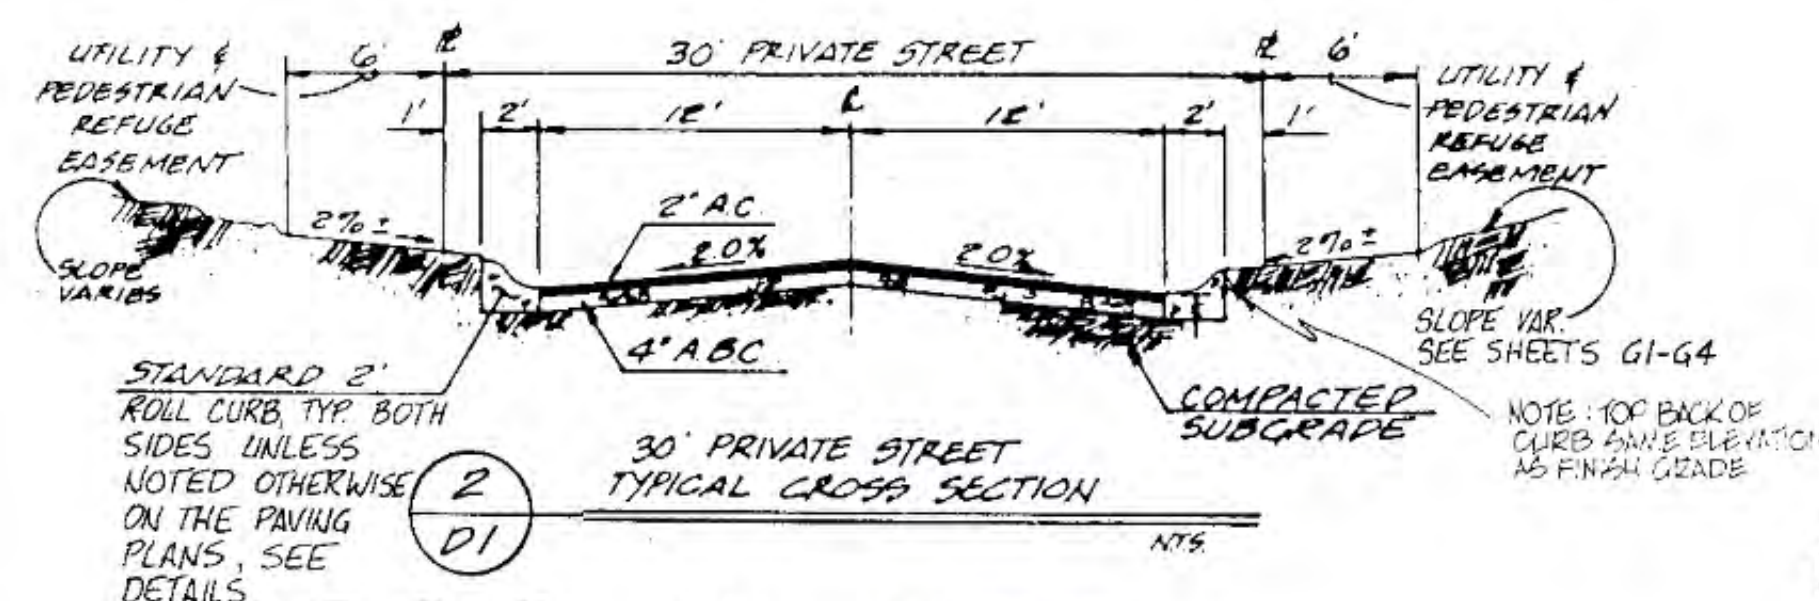 UTILITY &
PEDESTRIAN
REFUGE
EASEMENT
6'
PL
30' PRIVATE STREET
PL
6'
UTILITY &
PEDESTRIAN
REFUGE
EASEMENT
1'
2'
12'
CL
12'
2'
1'
2% ±
2" A.C.
2.0%
2.0%
2% ±
SLOPE
VARIES
4" A.B.C
SLOPE VAR.
SEE SHEETS G1-G4
STANDARD 2'
ROLL CURB, TYP. BOTH
SIDES UNLESS
NOTED OTHERWISE
ON THE PAVING
PLANS, SEE
DETAILS
COMPACTED
SUBGRADE
NOTE: TOP BACK OF
CURB SAME ELEVATION
AS FINISH GRADE
2
D1
30' PRIVATE STREET
TYPICAL CROSS SECTION
N.T.S.